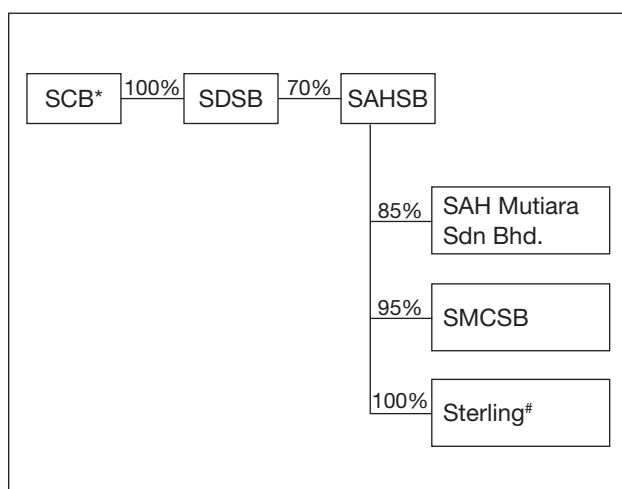 SCB*
100%
SDSB
70%
SAHSB
85%
SAH Mutiara
Sdn Bhd.
95%
SMCSB
100%
Sterling#